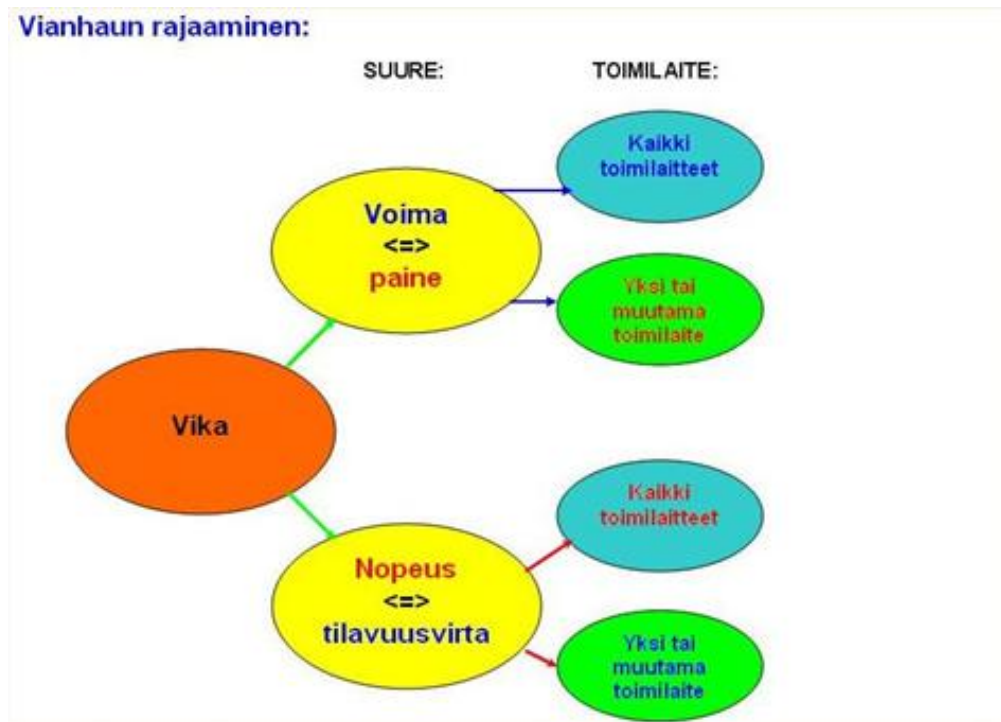 Vianhaun rajaaminen:
SUURE:
TOIMILAITE:
Kaikki
toimilaitteet
Voima
<=>
paine
Yksi tai
muutama
toimilaite
Vika
Kaikki
toimilaitteet
Nopeus
<=>
tilavuusvirta
Yksi tai
muutama
toimilaite